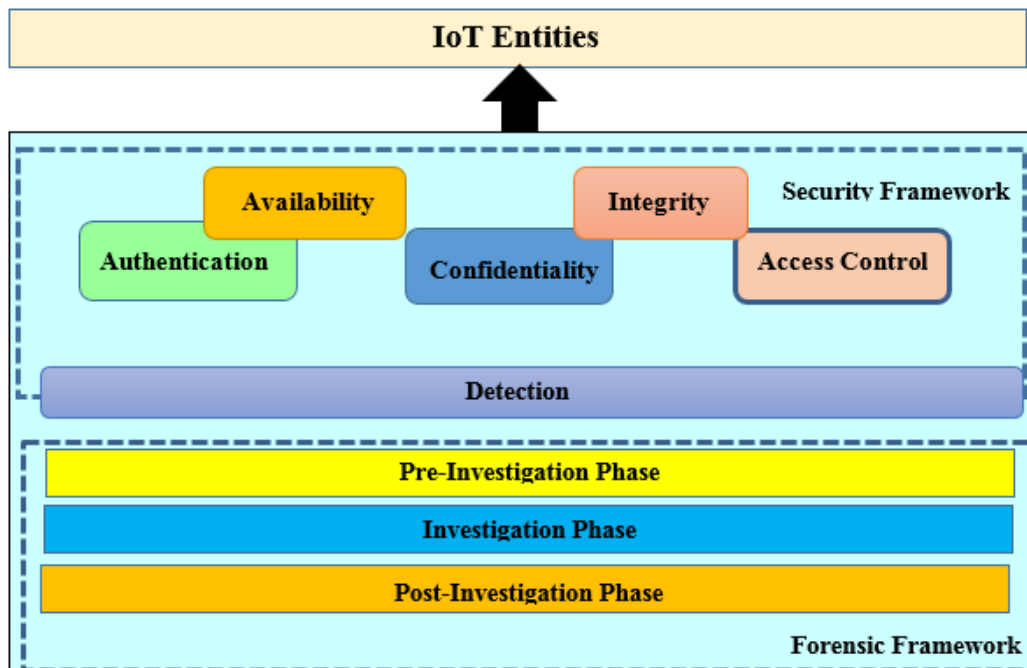 IoT Entities
Security Framework
Availability
Integrity
Authentication
Confidentiality
Access Control
Detection
Pre-Investigation Phase
Investigation Phase
Post-Investigation Phase
Forensic Framework